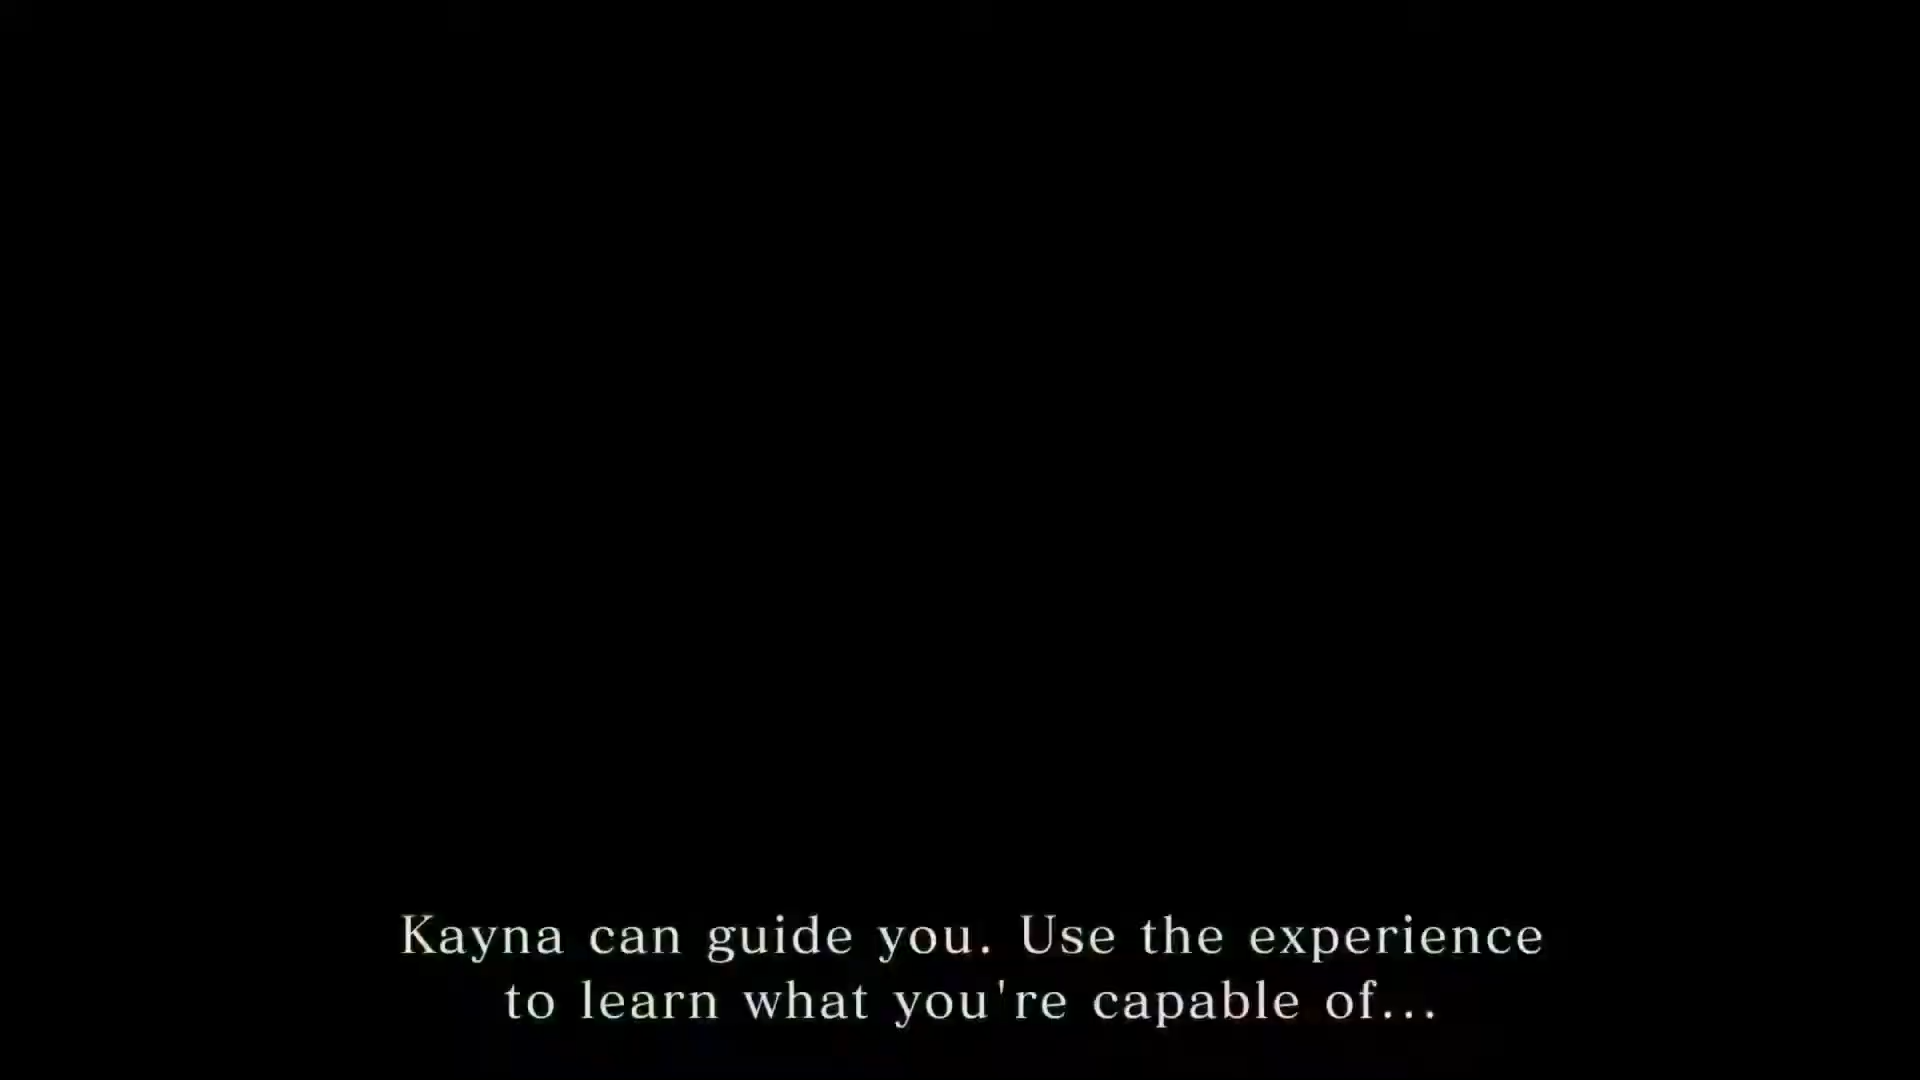 Kayna can guide you. Use the experience
to learn what you're capable of...